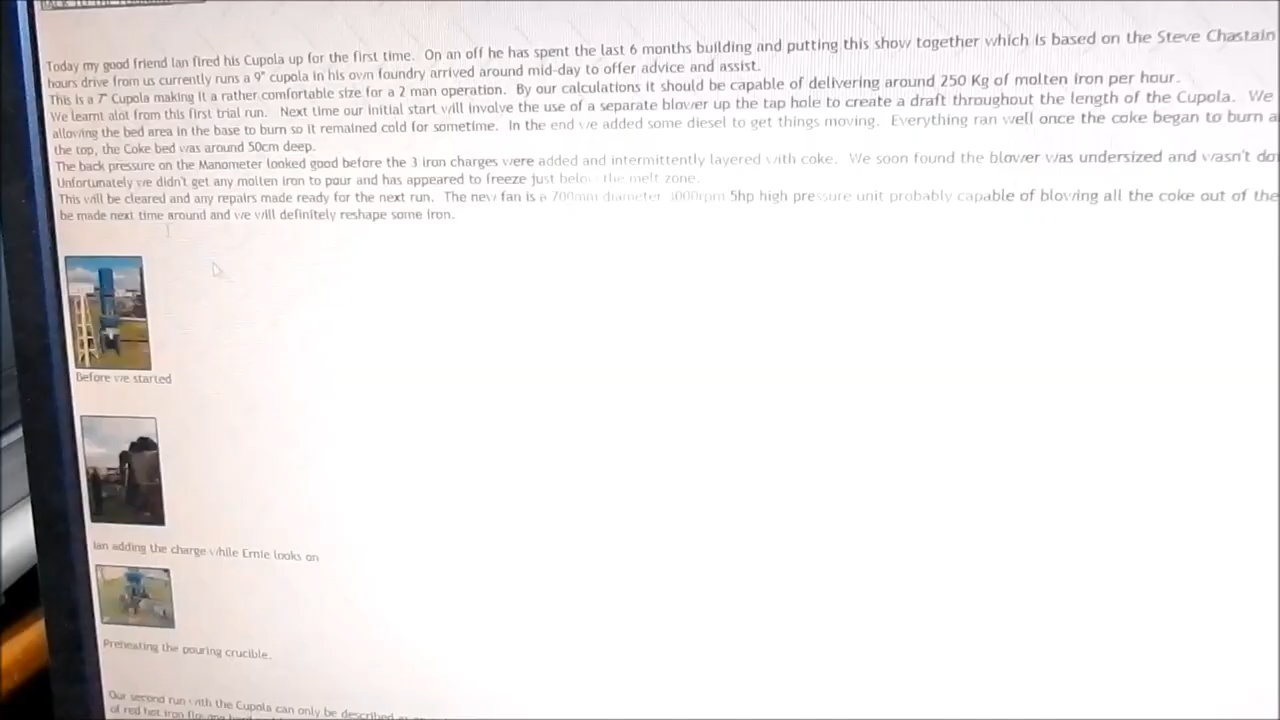 BACK TO THE
Today my good friend Ian fired his Cupola up for the first time. On an off he has spent the last 6 months building and putting this show together which is based on the Steve Chastain
hours drive from us currently runs a 9" cupola in his own foundry arrived around mid-day to offer advice and assist.
This is a 7" Cupola making it a rather comfortable size for a 2 man operation. By our calculations it should be capable of delivering around 250 Kg of molten iron per hour.
We learnt alot from this first trial run. Next time our initial start will involve the use of a separate blower up the tap hole to create a draft throughout the length of the Cupola. We
allowing the bed area in the base to burn so it remained cold for sometime. In the end we added some diesel to get things moving. Everything ran well once the coke began to burn a
the top, the Coke bed was around 50cm deep.
The back pressure on the Manometer looked good before the 3 iron charges were added and intermittently layered with coke. We soon found the blower was undersized and wasn't do
Unfortunately we didn't get any molten iron to pour and has appeared to freeze just below the melt zone.
This will be cleared and any repairs made ready for the next run. The new fan is a 700mm diameter 3000rpm 5hp high pressure unit probably capable of blowing all the coke out of the
be made next time around and we will definitely reshape some iron.
Before we started
Ian adding the charge while Ernie looks on
Preheating the pouring crucible.
Our second run with the Cupola can only be described
of red hot iron